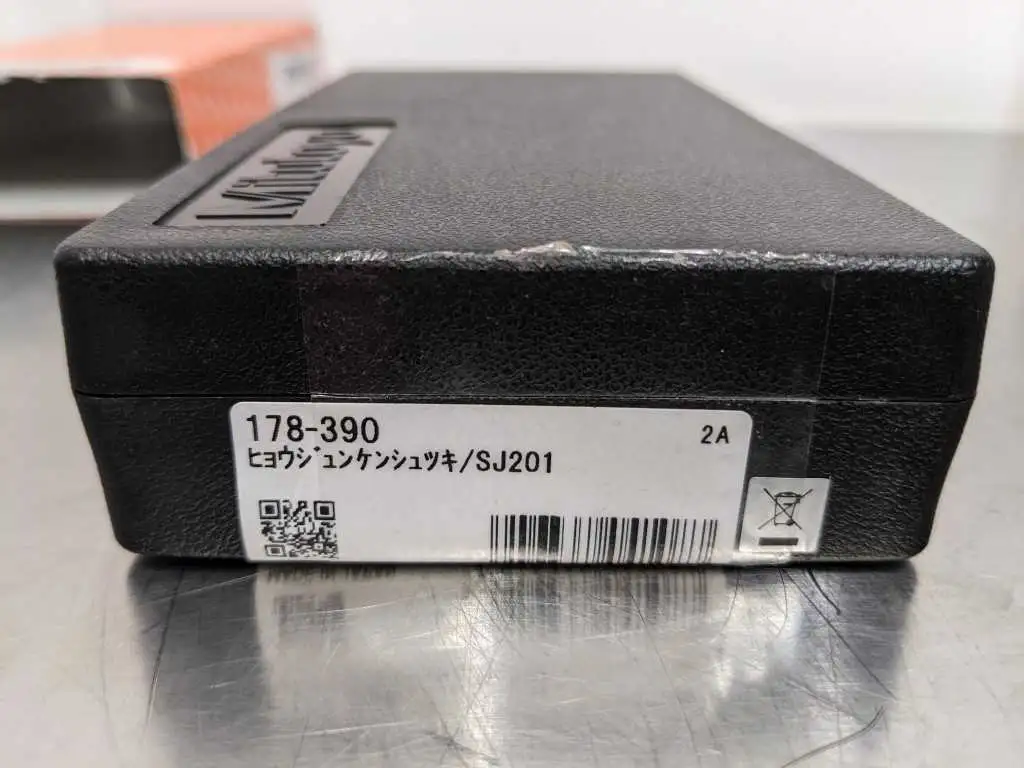 Mitutoyo
178-390
2A
ﾋｮｳｼﾞｭﾝｹﾝｼｭﾂｷ/SJ201